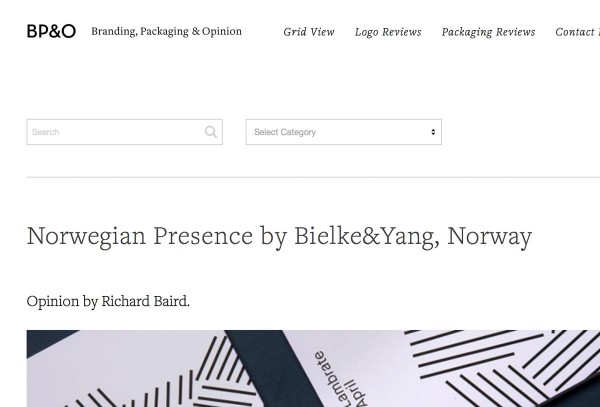 BP&O Branding, Packaging & Opinion Grid View Logo Reviews Packaging Reviews Contact
Search Select Category
Norwegian Presence by Bielke&Yang, Norway
Opinion by Richard Baird.
Lambrate
April